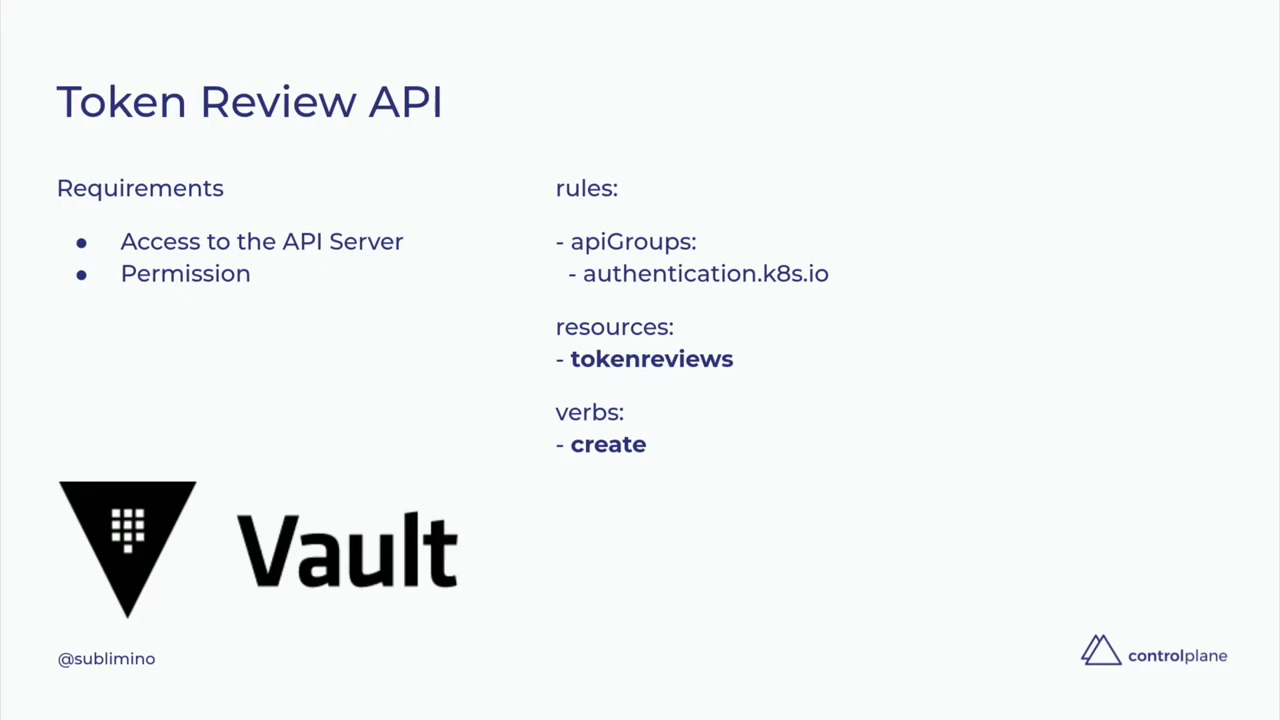 Token Review API
Requirements
● Access to the API Server
● Permission
rules:
- apiGroups:
- authentication.k8s.io
resources:
- tokenreviews
verbs:
- create
Vault
@sublimino
controlplane